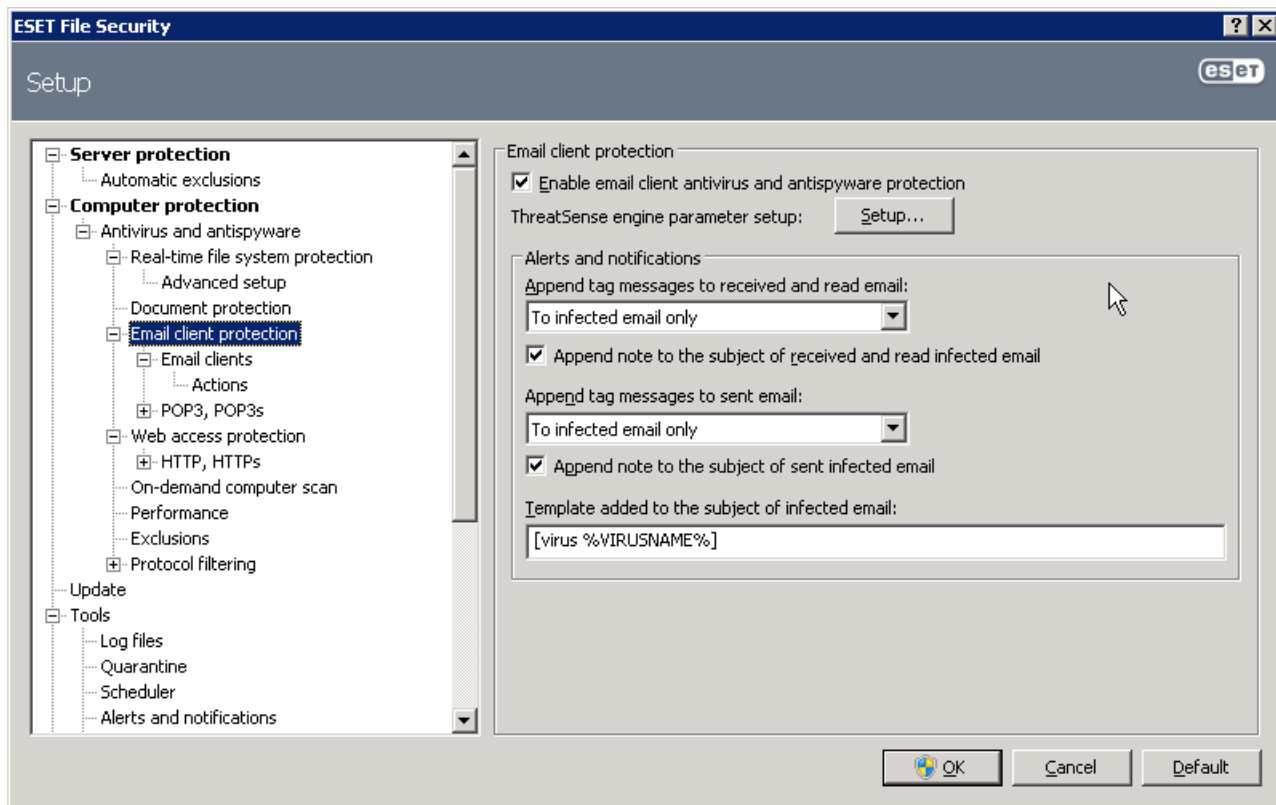 ESET File Security
Setup
eseT
Server protection
Automatic exclusions
Computer protection
Antivirus and antispyware
Real-time file system protection
Advanced setup
Document protection
Email client protection
Email clients
Actions
POP3, POP3s
Web access protection
HTTP, HTTPs
On-demand computer scan
Performance
Exclusions
Protocol filtering
Update
Tools
Log files
Quarantine
Scheduler
Alerts and notifications
Email client protection
Enable email client antivirus and antispyware protection
ThreatSense engine parameter setup: Setup...
Alerts and notifications
Append tag messages to received and read email:
To infected email only
Append note to the subject of received and read infected email
Append tag messages to sent email:
To infected email only
Append note to the subject of sent infected email
Template added to the subject of infected email:
[virus %VIRUSNAME%]
OK Cancel Default